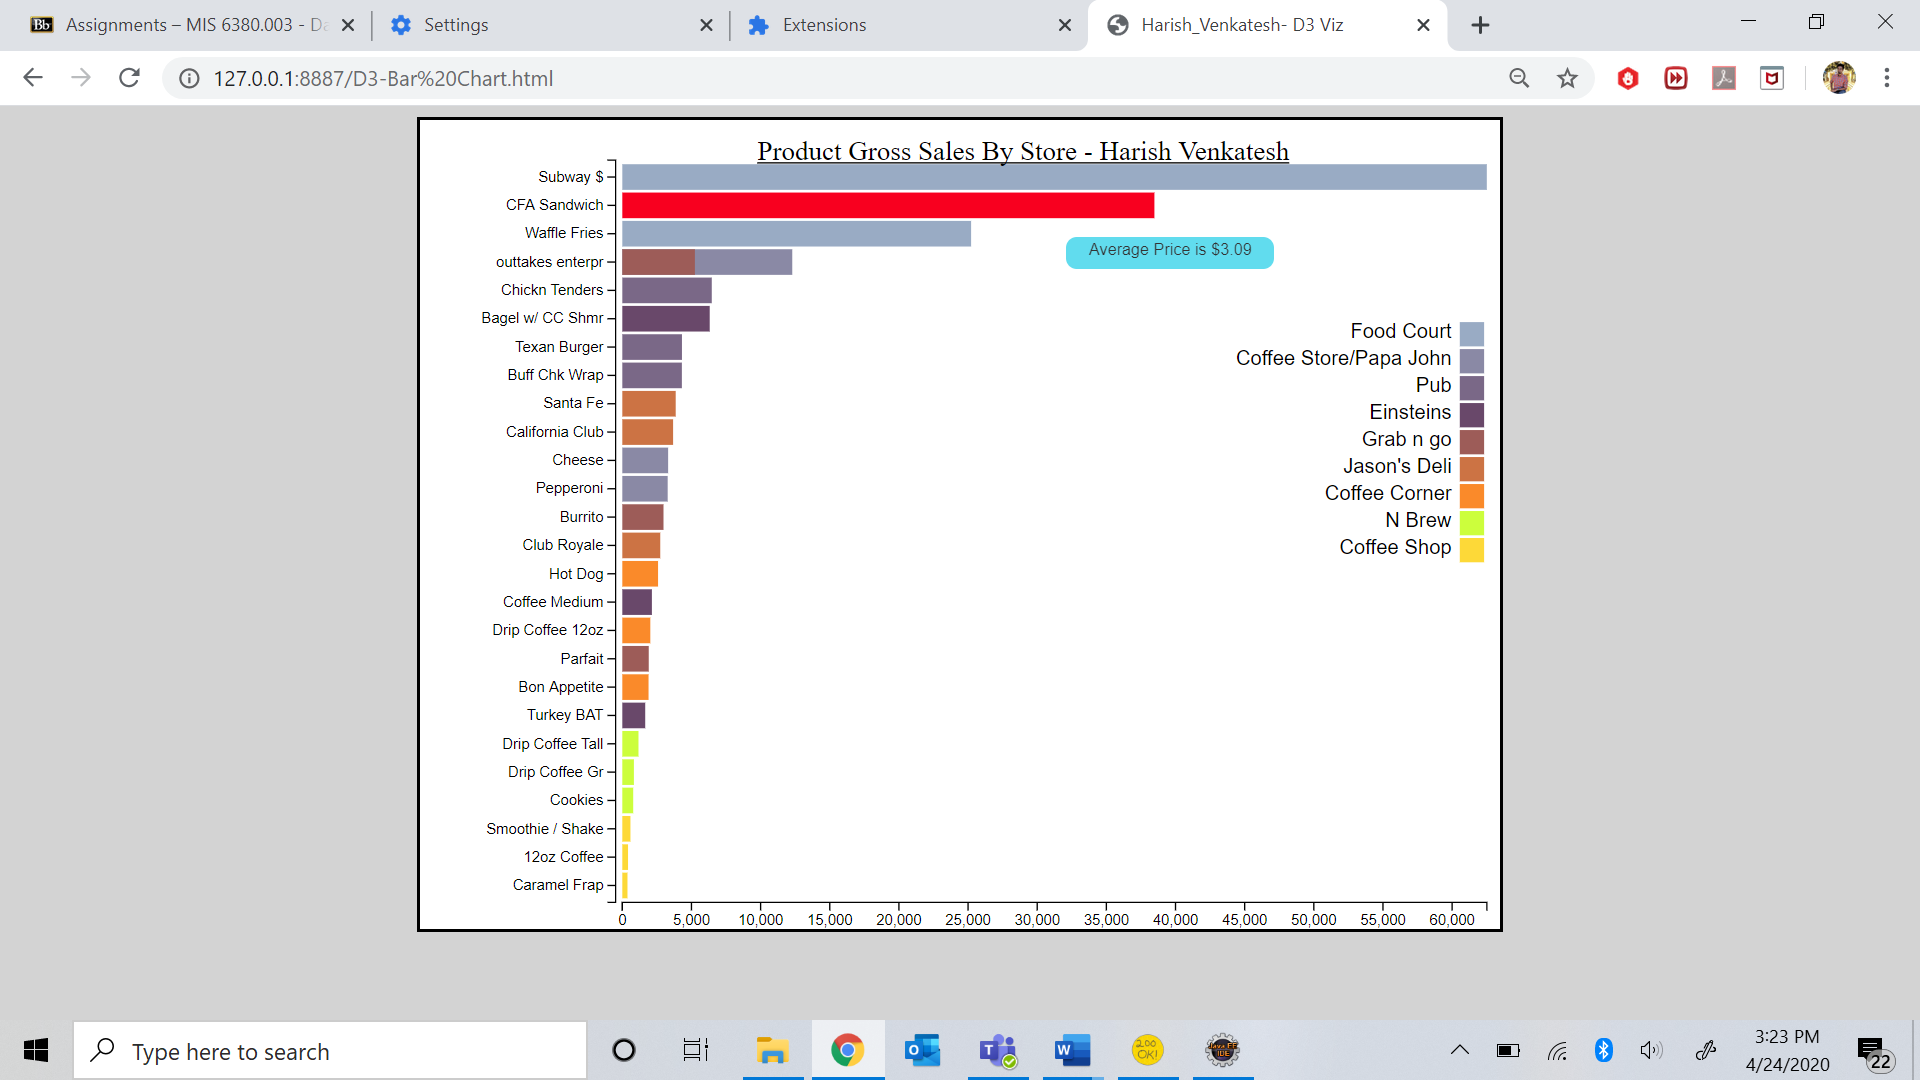 Assignments – MIS 6380.003 - Da
Settings
Extensions
Harish_Venkatesh- D3 Viz
127.0.0.1:8887/D3-Bar%20Chart.html
Product Gross Sales By Store - Harish Venkatesh
Subway $
CFA Sandwich
Waffle Fries
outtakes enterpr
Chickn Tenders
Bagel w/ CC Shmr
Texan Burger
Buff Chk Wrap
Santa Fe
California Club
Cheese
Pepperoni
Burrito
Club Royale
Hot Dog
Coffee Medium
Drip Coffee 12oz
Parfait
Bon Appetite
Turkey BAT
Drip Coffee Tall
Drip Coffee Gr
Cookies
Smoothie / Shake
12oz Coffee
Caramel Frap
Average Price is $3.09
Food Court
Coffee Store/Papa John
Pub
Einsteins
Grab n go
Jason's Deli
Coffee Corner
N Brew
Coffee Shop
0 5,000 10,000 15,000 20,000 25,000 30,000 35,000 40,000 45,000 50,000 55,000 60,000
Type here to search
200
OK!
3:23 PM
4/24/2020
22